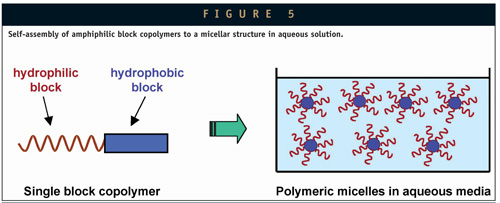 FIGURE 5
Self-assembly of amphiphilic block copolymers to a micellar structure in aqueous solution.
hydrophilic hydrophobic
block block
Single block copolymer Polymeric micelles in aqueous media